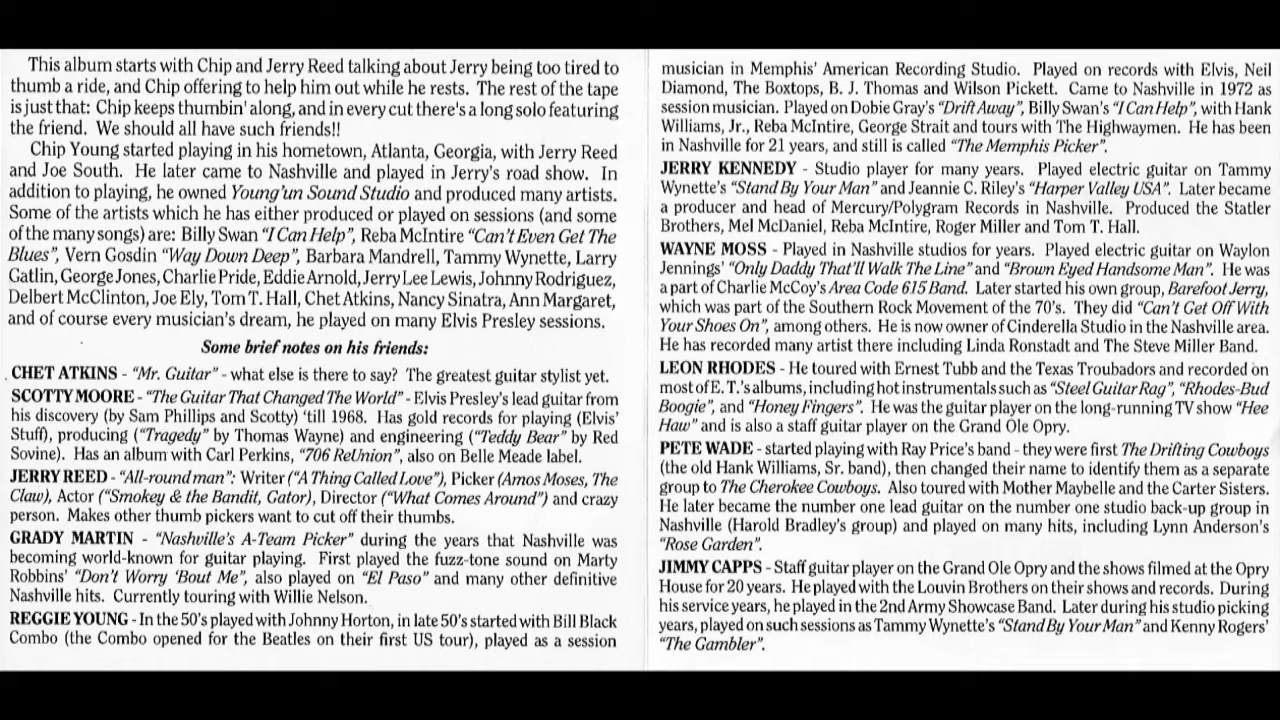 This album starts with Chip and Jerry Reed talking about Jerry being too tired to
thumb a ride, and Chip offering to help him out while he rests. The rest of the tape
is just that: Chip keeps thumbin' along, and in every cut there's a long solo featuring
the friend. We should all have such friends!!
Chip Young started playing in his hometown, Atlanta, Georgia, with Jerry Reed
and Joe South. He later came to Nashville and played in Jerry's road show. In
addition to playing, he owned Young'un Sound Studio and produced many artists.
Some of the artists which he has either produced or played on sessions (and some
of the many songs) are: Billy Swan "I Can Help", Reba McIntire "Can't Even Get The
Blues", Vern Gosdin "Way Down Deep", Barbara Mandrell, Tammy Wynette, Larry
Gatlin, George Jones, Charlie Pride, Eddie Arnold, Jerry Lee Lewis, Johnny Rodriguez,
Delbert McClinton, Joe Ely, Tom T. Hall, Chet Atkins, Nancy Sinatra, Ann Margaret,
and of course every musician's dream, he played on many Elvis Presley sessions.
Some brief notes on his friends:
CHET ATKINS - "Mr. Guitar" - what else is there to say? The greatest guitar stylist yet.
SCOTTY MOORE - "The Guitar That Changed The World" - Elvis Presley's lead guitar from
his discovery (by Sam Phillips and Scotty) 'till 1968. Has gold records for playing (Elvis'
Stuff), producing ("Tragedy" by Thomas Wayne) and engineering ("Teddy Bear" by Red
Sovine). Has an album with Carl Perkins, "706 ReUnion", also on Belle Meade label.
JERRY REED - "All-round man": Writer ("A Thing Called Love"), Picker (Amos Moses, The
Claw), Actor ("Smokey & the Bandit, Gator), Director ("What Comes Around") and crazy
person. Makes other thumb pickers want to cut off their thumbs.
GRADY MARTIN - "Nashville's A-Team Picker" during the years that Nashville was
becoming world-known for guitar playing. First played the fuzz-tone sound on Marty
Robbins' "Don't Worry 'Bout Me", also played on "El Paso" and many other definitive
Nashville hits. Currently touring with Willie Nelson.
REGGIE YOUNG - In the 50's played with Johnny Horton, in late 50's started with Bill Black
Combo (the Combo opened for the Beatles on their first US tour), played as a session
musician in Memphis' American Recording Studio. Played on records with Elvis, Neil
Diamond, The Boxtops, B. J. Thomas and Wilson Pickett. Came to Nashville in 1972 as
session musician. Played on Dobie Gray's "Drift Away", Billy Swan's "I Can Help", with Hank
Williams, Jr., Reba McIntire, George Strait and tours with The Highwaymen. He has been
in Nashville for 21 years, and still is called "The Memphis Picker".
JERRY KENNEDY - Studio player for many years. Played electric guitar on Tammy
Wynette's "Stand By Your Man" and Jeannie C. Riley's "Harper Valley USA". Later became
a producer and head of Mercury/Polygram Records in Nashville. Produced the Statler
Brothers, Mel McDaniel, Reba McIntire, Roger Miller and Tom T. Hall.
WAYNE MOSS - Played in Nashville studios for years. Played electric guitar on Waylon
Jennings' "Only Daddy That'll Walk The Line" and "Brown Eyed Handsome Man". He was
a part of Charlie McCoy's Area Code 615 Band. Later started his own group, Barefoot Jerry,
which was part of the Southern Rock Movement of the 70's. They did "Can't Get Off With
Your Shoes On", among others. He is now owner of Cinderella Studio in the Nashville area.
He has recorded many artist there including Linda Ronstadt and The Steve Miller Band.
LEON RHODES - He toured with Ernest Tubb and the Texas Troubadors and recorded on
most of E. T.'s albums, including hot instrumentals such as "Steel Guitar Rag", "Rhodes-Bud
Boogie", and "Honey Fingers". He was the guitar player on the long-running TV show "Hee
Haw" and is also a staff guitar player on the Grand Ole Opry.
PETE WADE - started playing with Ray Price's band - they were first The Drifting Cowboys
(the old Hank Williams, Sr. band), then changed their name to identify them as a separate
group to The Cherokee Cowboys. Also toured with Mother Maybelle and the Carter Sisters.
He later became the number one lead guitar on the number one studio back-up group in
Nashville (Harold Bradley's group) and played on many hits, including Lynn Anderson's
"Rose Garden".
JIMMY CAPPS - Staff guitar player on the Grand Ole Opry and the shows filmed at the Opry
House for 20 years. He played with the Louvin Brothers on their shows and records. During
his service years, he played in the 2nd Army Showcase Band. Later during his studio picking
years, played on such sessions as Tammy Wynette's "Stand By Your Man" and Kenny Rogers'
"The Gambler".